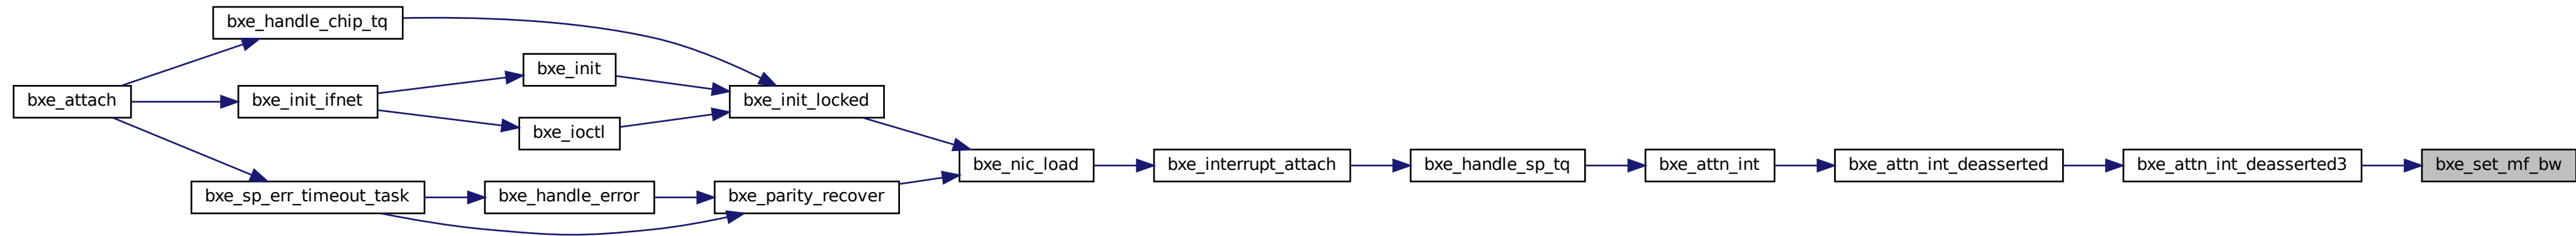 bxe_handle_chip_tq
bxe_init
bxe_attach
bxe_init_ifnet
bxe_init_locked
bxe_ioctl
bxe_nic_load
bxe_interrupt_attach
bxe_handle_sp_tq
bxe_attn_int
bxe_attn_int_deasserted
bxe_attn_int_deasserted3
bxe_set_mf_bw
bxe_sp_err_timeout_task
bxe_handle_error
bxe_parity_recover